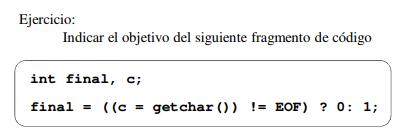 Ejercicio:
Indicar el objetivo del siguiente fragmento de código
int final, c;
final = ((c = getchar()) != EOF) ? 0: 1;